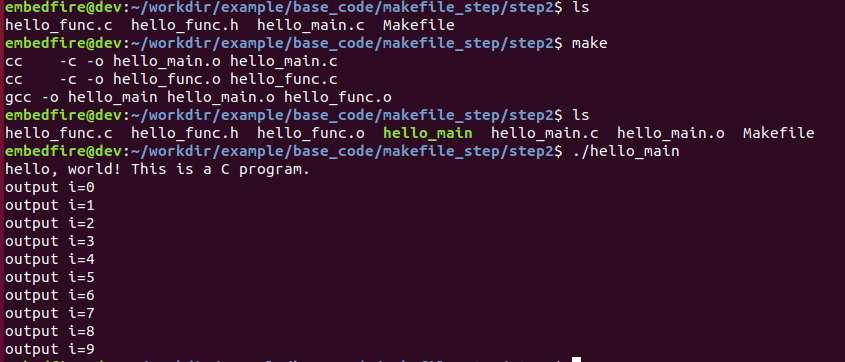 embedfire@dev:~/workdir/example/base_code/makefile_step/step2$ ls
hello_func.c  hello_func.h  hello_main.c  Makefile
embedfire@dev:~/workdir/example/base_code/makefile_step/step2$ make
cc    -c -o hello_main.o hello_main.c
cc    -c -o hello_func.o hello_func.c
gcc -o hello_main hello_main.o hello_func.o
embedfire@dev:~/workdir/example/base_code/makefile_step/step2$ ls
hello_func.c  hello_func.h  hello_func.o  hello_main  hello_main.c  hello_main.o  Makefile
embedfire@dev:~/workdir/example/base_code/makefile_step/step2$ ./hello_main
hello, world! This is a C program.
output i=0
output i=1
output i=2
output i=3
output i=4
output i=5
output i=6
output i=7
output i=8
output i=9